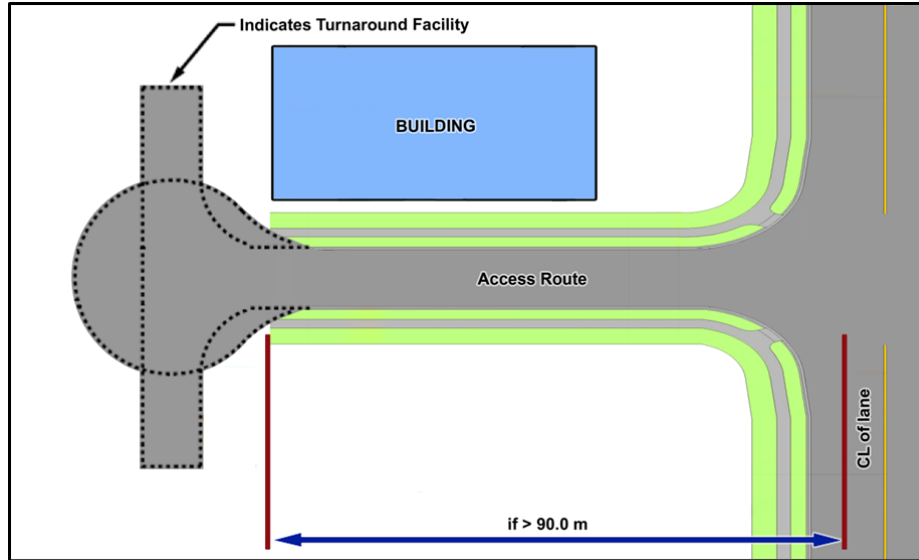 Indicates Turnaround Facility
BUILDING
Access Route
CL of lane
if > 90.0 m